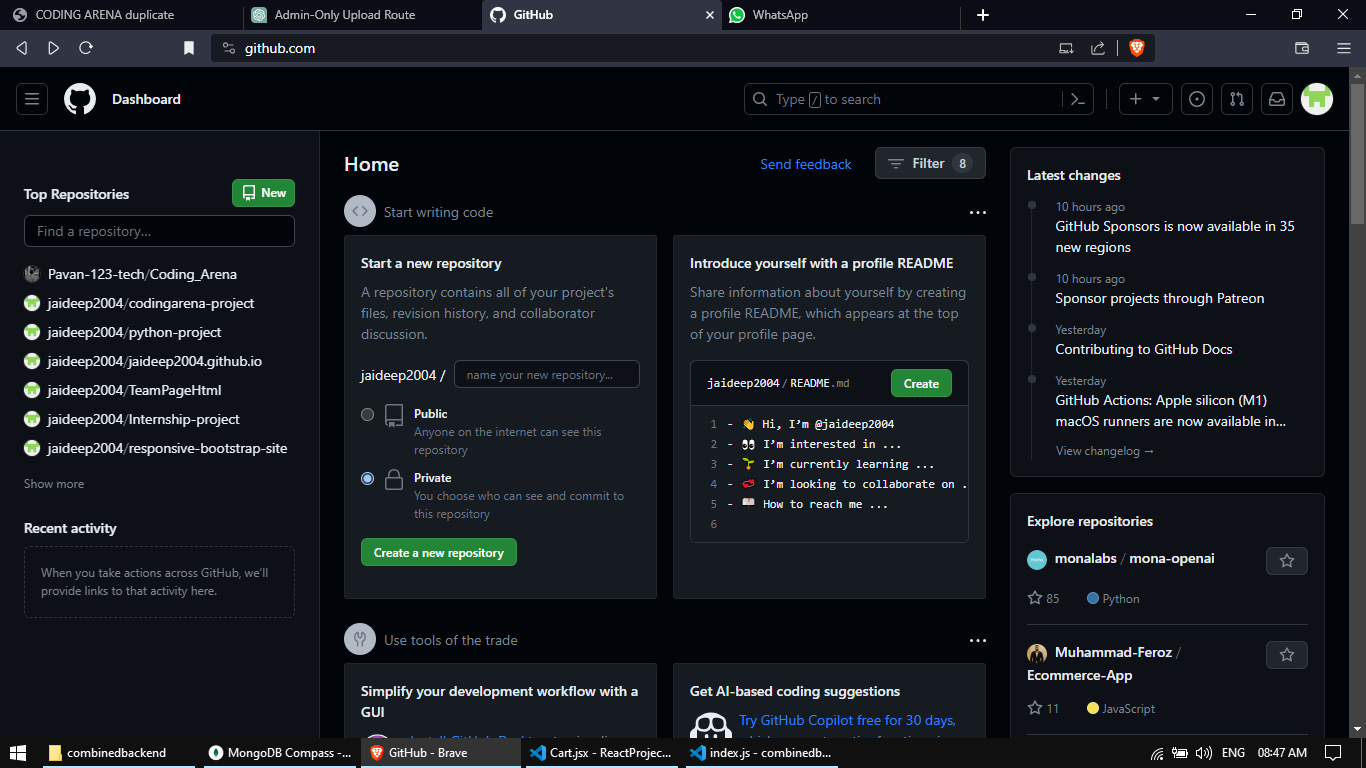 CODING ARENA duplicate
Admin-Only Upload Route
GitHub
WhatsApp
github.com
Dashboard
Type / to search
Top Repositories
New
Find a repository...
Pavan-123-tech/Coding_Arena
jaideep2004/codingarena-project
jaideep2004/python-project
jaideep2004/jaideep2004.github.io
jaideep2004/TeamPageHtml
jaideep2004/Internship-project
jaideep2004/responsive-bootstrap-site
Show more
Recent activity
When you take actions across GitHub, we'll
provide links to that activity here.
Home
Send feedback
Filter 8
Start writing code
Start a new repository
A repository contains all of your project's
files, revision history, and collaborator
discussion.
jaideep2004 /
name your new repository...
Public
Anyone on the internet can see this
repository
Private
You choose who can see and commit to
this repository
Create a new repository
Introduce yourself with a profile README
Share information about yourself by creating
a profile README, which appears at the top
of your profile page.
jaideep2004 / README.md
Create
1 - 👋 Hi, I'm @jaideep2004
2 - 👀 I'm interested in ...
3 - 🌱 I'm currently learning ...
4 - 💞️ I'm looking to collaborate on .
5 - 📫 How to reach me ...
6
Use tools of the trade
Simplify your development workflow with a
GUI
Get AI-based coding suggestions
Try GitHub Copilot free for 30 days,
Latest changes
10 hours ago
GitHub Sponsors is now available in 35
new regions
10 hours ago
Sponsor projects through Patreon
Yesterday
Contributing to GitHub Docs
Yesterday
GitHub Actions: Apple silicon (M1)
macOS runners are now available in...
View changelog →
Explore repositories
monalabs / mona-openai
85
Python
Muhammad-Feroz /
Ecommerce-App
11
JavaScript
combinedbackend
MongoDB Compass -...
GitHub - Brave
Cart.jsx - ReactProjec...
index.js - combinedb...
ENG
08:47 AM